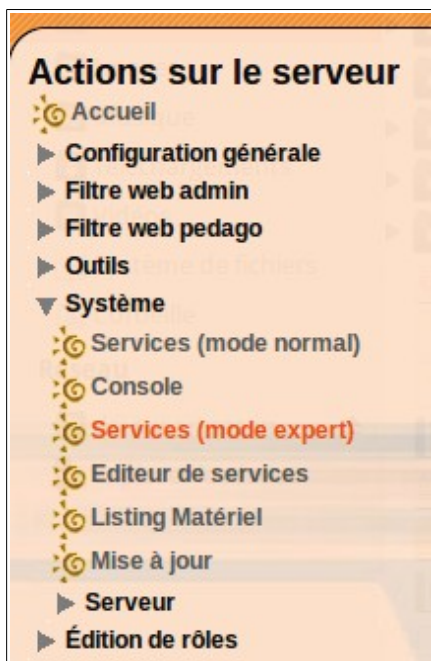 Actions sur le serveur
Accueil
Configuration générale
Filtre web admin
Filtre web pedago
Outils
Système
Services (mode normal)
Console
Services (mode expert)
Editeur de services
Listing Matériel
Mise à jour
Serveur
Édition de rôles